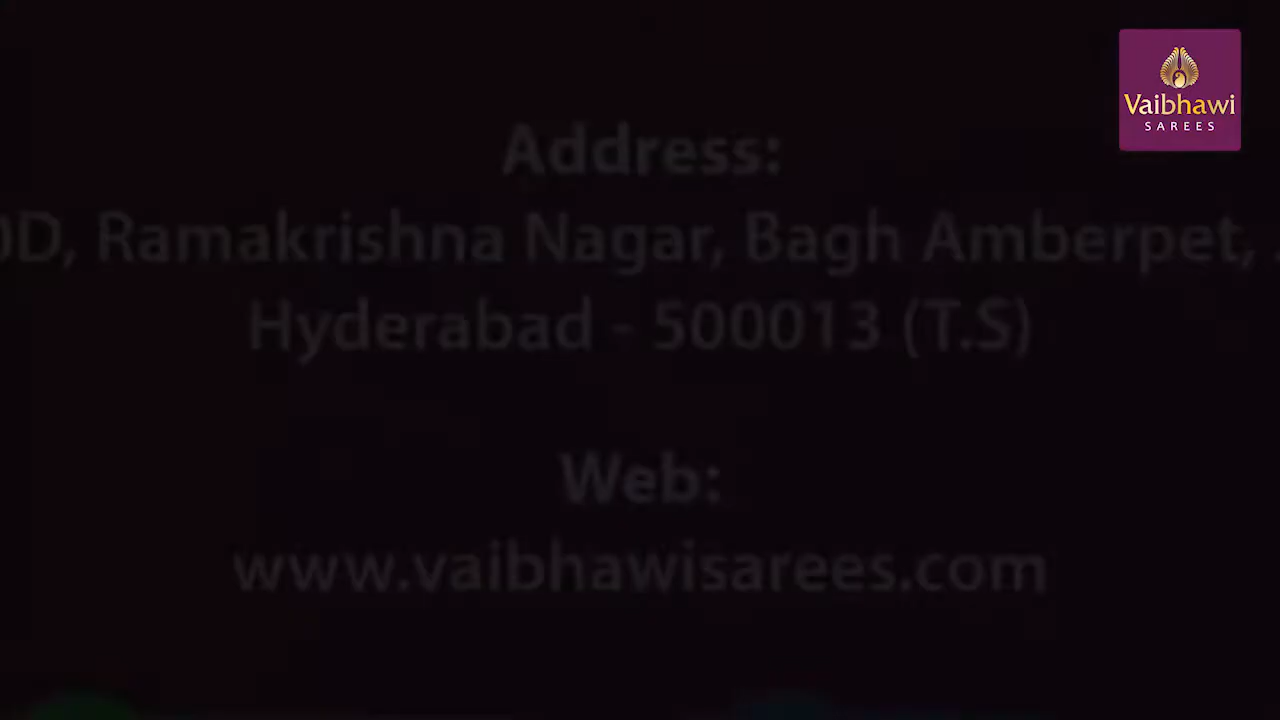 Vaibhawi
SAREES
Address:
D, Ramakrishna Nagar, Bagh Amberpet,
Hyderabad - 500013 (T.S)
Web:
www.vaibhawisarees.com